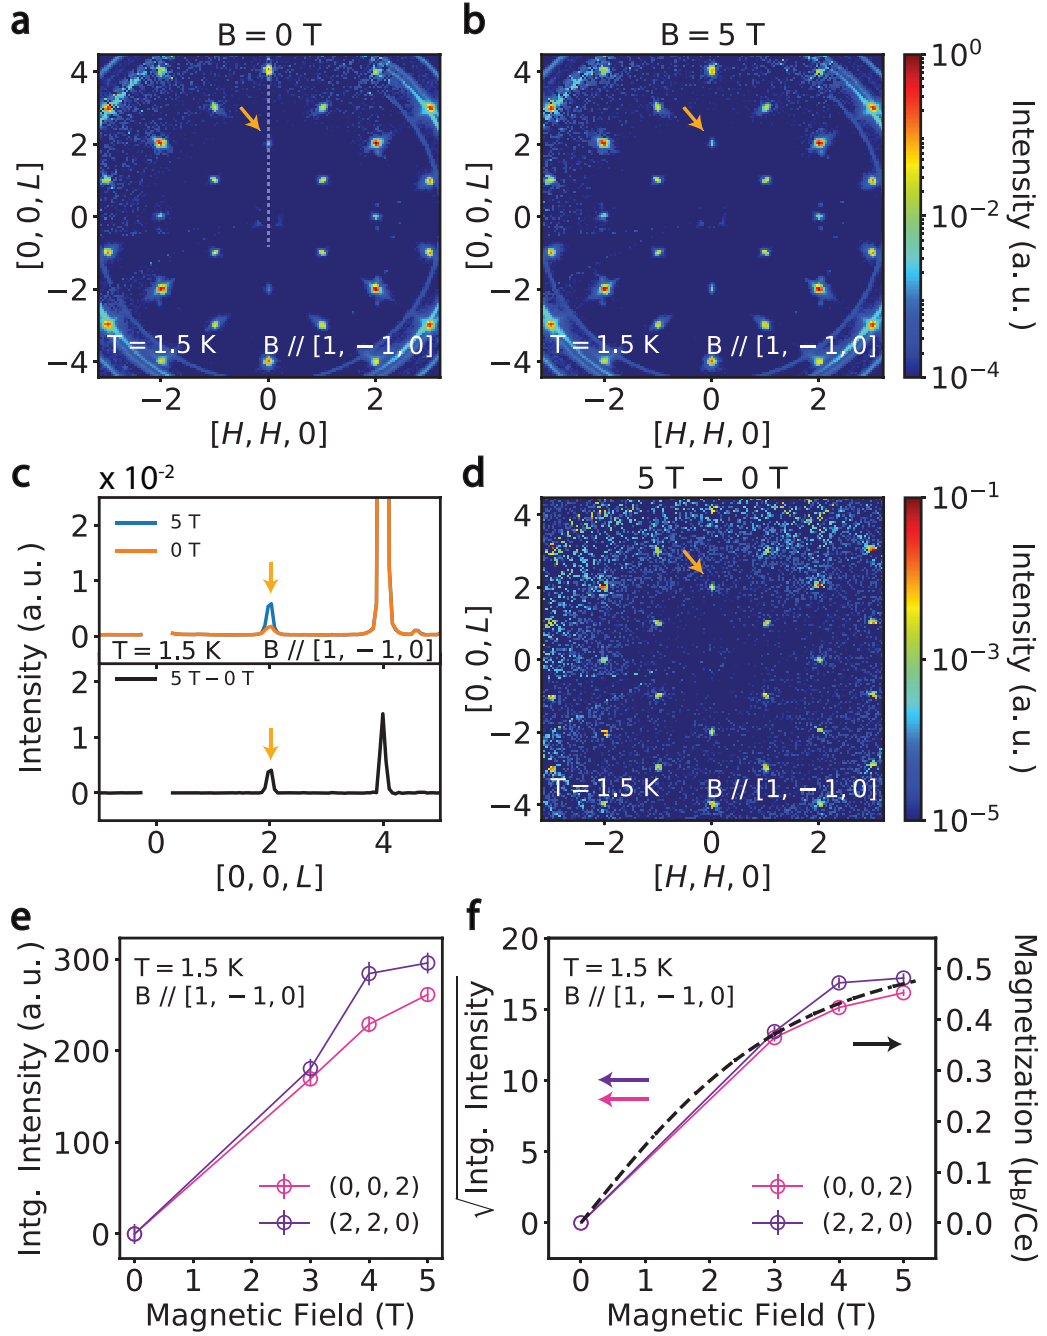 a
B = 0 T
4
2
0
−2
−4
[0, 0, L]
T = 1.5 K
B // [1, − 1, 0]
−2
0
2
[H, H, 0]
b
B = 5 T
4
2
0
−2
−4
[0, 0, L]
T = 1.5 K
B // [1, − 1, 0]
−2
0
2
[H, H, 0]
10⁰
10⁻²
10⁻⁴
Intensity (a. u.)
c
x 10⁻²
2
1
0
5 T
0 T
T = 1.5 K
B // [1, − 1, 0]
2
1
0
5 T − 0 T
Intensity (a. u.)
0
2
4
[0, 0, L]
d
5 T − 0 T
4
2
0
−2
−4
[0, 0, L]
T = 1.5 K
B // [1, − 1, 0]
−2
0
2
[H, H, 0]
10⁻¹
10⁻³
10⁻⁵
Intensity (a. u.)
e
300
200
100
0
Intg. Intensity (a. u.)
T = 1.5 K
B // [1, − 1, 0]
(0, 0, 2)
(2, 2, 0)
0
1
2
3
4
5
Magnetic Field (T)
f
20
15
10
5
0
√Intg. Intensity
T = 1.5 K
B // [1, − 1, 0]
(0, 0, 2)
(2, 2, 0)
0
1
2
3
4
5
Magnetic Field (T)
0.5
0.4
0.3
0.2
0.1
0.0
Magnetization (μ_B/Ce)